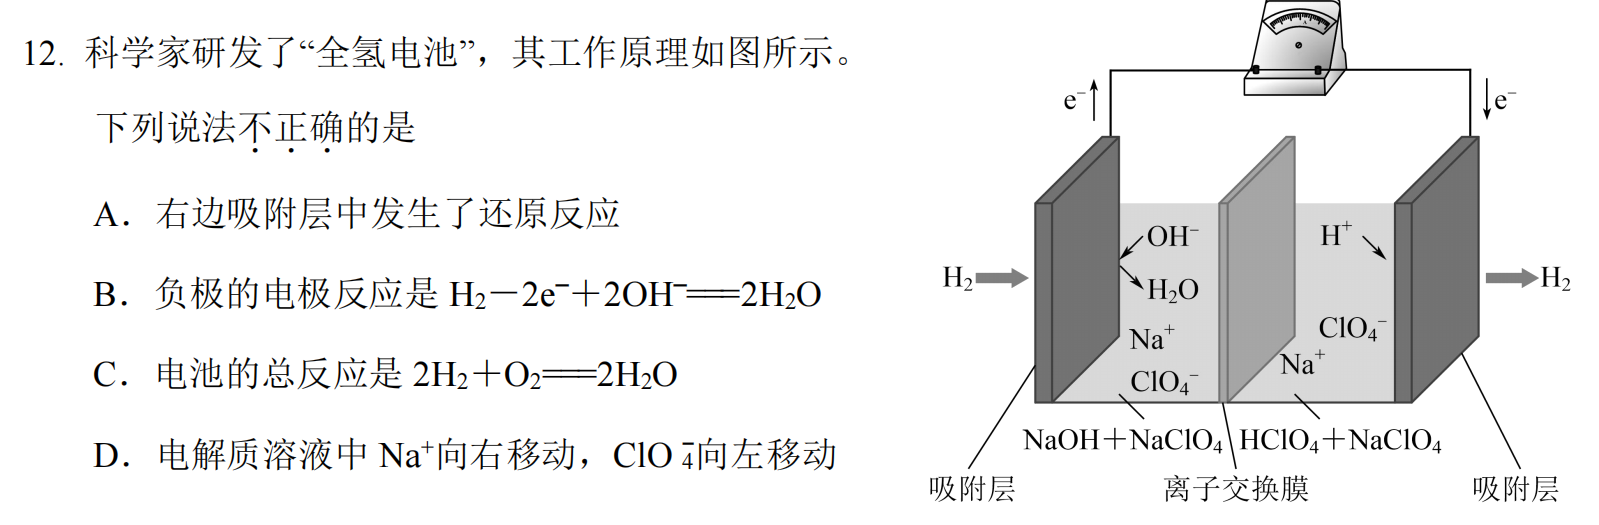 12. 科学家研发了“全氢电池”，其工作原理如图所示。
下列说法不正确的是
A．右边吸附层中发生了还原反应
B．负极的电极反应是 H₂－2e⁻＋2OH⁻═2H₂O
C．电池的总反应是 2H₂＋O₂═2H₂O
D．电解质溶液中 Na⁺向右移动，ClO₄⁻向左移动
e⁻
e⁻
OH⁻
H⁺
H₂
H₂O
H₂
Na⁺
ClO₄⁻
Na⁺
ClO₄⁻
NaOH＋NaClO₄
HClO₄＋NaClO₄
吸附层
离子交换膜
吸附层